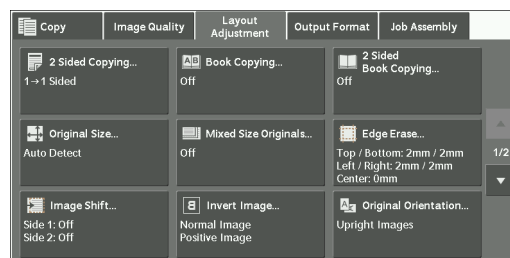 Copy
Image Quality
Layout
Adjustment
Output Format
Job Assembly
2 Sided Copying...
1→1 Sided
Book Copying...
Off
2 Sided
Book Copying...
Off
Original Size...
Auto Detect
Mixed Size Originals...
Off
Edge Erase...
Top / Bottom: 2mm / 2mm
Left / Right: 2mm / 2mm
Center: 0mm
1/2
Image Shift...
Side 1: Off
Side 2: Off
Invert Image...
Normal Image
Positive Image
Original Orientation...
Upright Images